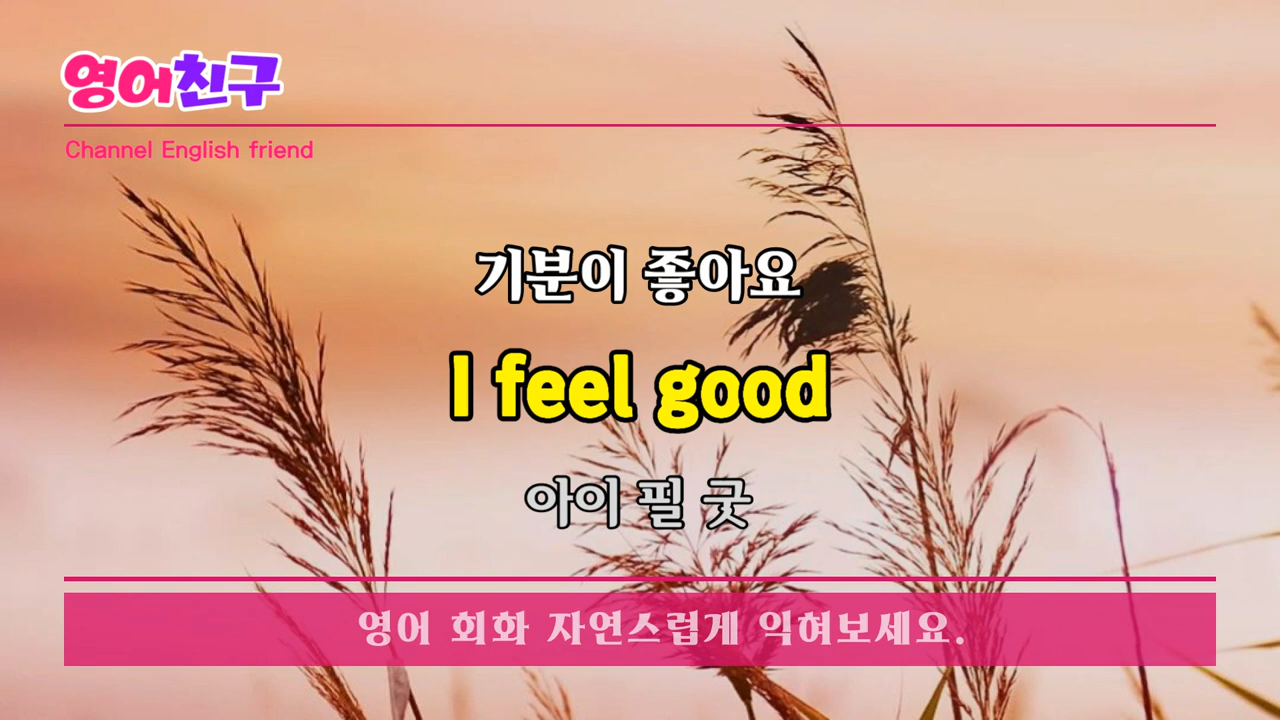 영어친구
Channel English friend
기분이 좋아요
I feel good
아이 필 굿
영어 회화 자연스럽게 익혀보세요.